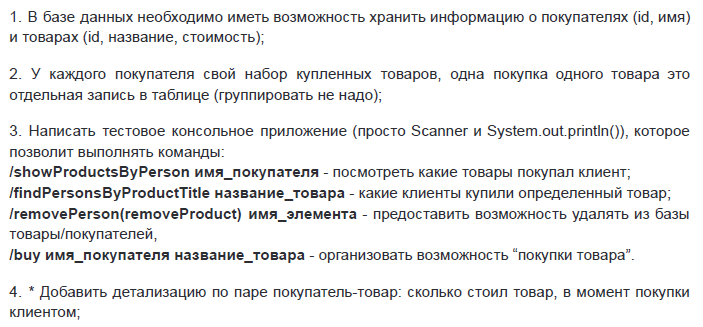 1. В базе данных необходимо иметь возможность хранить информацию о покупателях (id, имя)
и товарах (id, название, стоимость);
2. У каждого покупателя свой набор купленных товаров, одна покупка одного товара это
отдельная запись в таблице (группировать не надо);
3. Написать тестовое консольное приложение (просто Scanner и System.out.println()), которое
позволит выполнять команды:
/showProductsByPerson имя_покупателя - посмотреть какие товары покупал клиент;
/findPersonsByProductTitle название_товара - какие клиенты купили определенный товар;
/removePerson(removeProduct) имя_элемента - предоставить возможность удалять из базы
товары/покупателей,
/buy имя_покупателя название_товара - организовать возможность “покупки товара”.
4. * Добавить детализацию по паре покупатель-товар: сколько стоил товар, в момент покупки
клиентом;